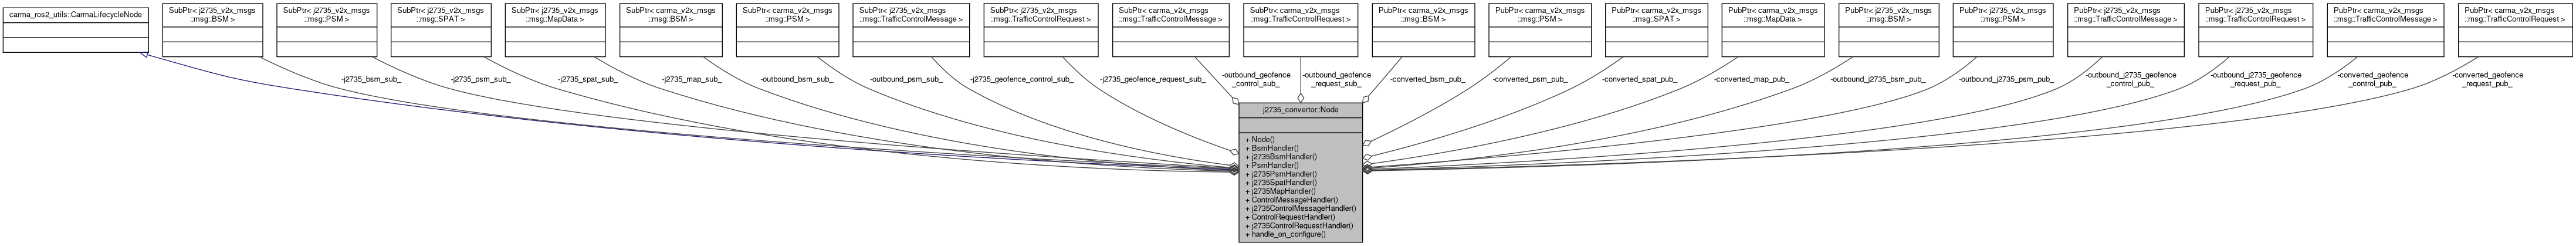 carma_ros2_utils::CarmaLifecycleNode
SubPtr< j2735_v2x_msgs
::msg::BSM >
SubPtr< j2735_v2x_msgs
::msg::PSM >
SubPtr< j2735_v2x_msgs
::msg::SPAT >
SubPtr< j2735_v2x_msgs
::msg::MapData >
SubPtr< carma_v2x_msgs
::msg::BSM >
SubPtr< carma_v2x_msgs
::msg::PSM >
SubPtr< j2735_v2x_msgs
::msg::TrafficControlMessage >
SubPtr< j2735_v2x_msgs
::msg::TrafficControlRequest >
SubPtr< carma_v2x_msgs
::msg::TrafficControlMessage >
SubPtr< carma_v2x_msgs
::msg::TrafficControlRequest >
PubPtr< carma_v2x_msgs
::msg::BSM >
PubPtr< carma_v2x_msgs
::msg::PSM >
PubPtr< carma_v2x_msgs
::msg::SPAT >
PubPtr< carma_v2x_msgs
::msg::MapData >
PubPtr< j2735_v2x_msgs
::msg::BSM >
PubPtr< j2735_v2x_msgs
::msg::PSM >
PubPtr< j2735_v2x_msgs
::msg::TrafficControlMessage >
PubPtr< j2735_v2x_msgs
::msg::TrafficControlRequest >
PubPtr< carma_v2x_msgs
::msg::TrafficControlMessage >
PubPtr< carma_v2x_msgs
::msg::TrafficControlRequest >
-j2735_bsm_sub_
-j2735_psm_sub_
-j2735_spat_sub_
-j2735_map_sub_
-outbound_bsm_sub_
-outbound_psm_sub_
-j2735_geofence_control_sub_
-j2735_geofence_request_sub_
-outbound_geofence
_control_sub_
-outbound_geofence
_request_sub_
-converted_bsm_pub_
-converted_psm_pub_
-converted_spat_pub_
-converted_map_pub_
-outbound_j2735_bsm_pub_
-outbound_j2735_psm_pub_
-outbound_j2735_geofence
_control_pub_
-outbound_j2735_geofence
_request_pub_
-converted_geofence
_control_pub_
-converted_geofence
_request_pub_
j2735_convertor::Node
+ Node()
+ BsmHandler()
+ j2735BsmHandler()
+ PsmHandler()
+ j2735PsmHandler()
+ j2735SpatHandler()
+ j2735MapHandler()
+ ControlMessageHandler()
+ j2735ControlMessageHandler()
+ ControlRequestHandler()
+ j2735ControlRequestHandler()
+ handle_on_configure()